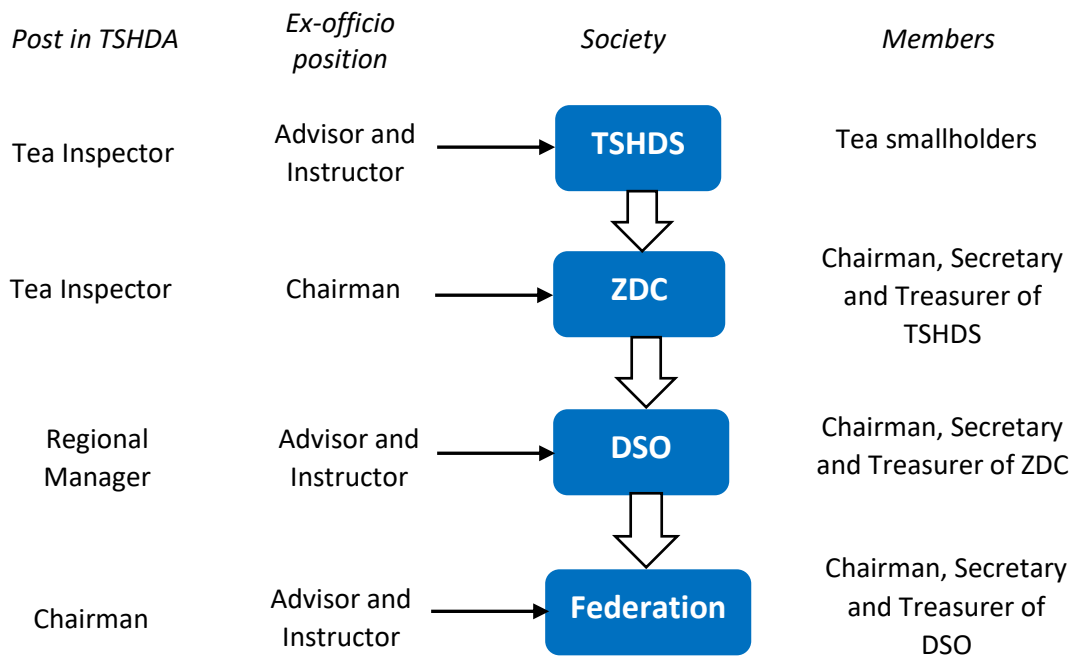 Post in TSHDA
Ex-officio
position
Society
Members
Tea Inspector
Advisor and
Instructor
TSHDS
Tea smallholders
Tea Inspector
Chairman
ZDC
Chairman, Secretary
and Treasurer of
TSHDS
Regional
Manager
Advisor and
Instructor
DSO
Chairman, Secretary
and Treasurer of ZDC
Chairman
Advisor and
Instructor
Federation
Chairman, Secretary
and Treasurer of
DSO